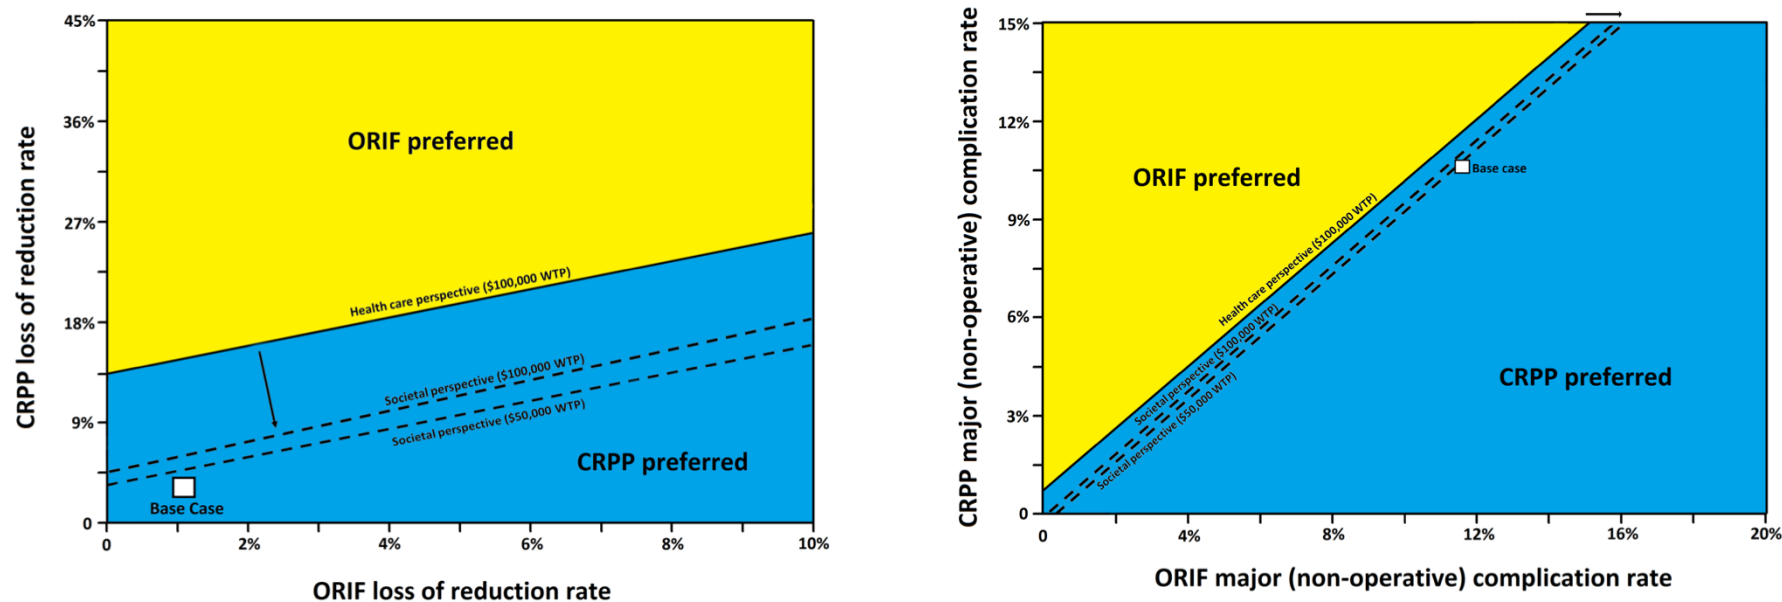 45%
36%
27%
18%
9%
0
CRPP loss of reduction rate
ORIF preferred
Health care perspective ($100,000 WTP)
Societal perspective ($100,000 WTP)
Societal perspective ($50,000 WTP)
CRPP preferred
Base Case
0
2%
4%
6%
8%
10%
ORIF loss of reduction rate
15%
12%
9%
6%
3%
0
CRPP major (non-operative) complication rate
ORIF preferred
Base case
Health care perspective ($100,000 WTP)
Societal perspective ($100,000 WTP)
Societal perspective ($50,000 WTP)
CRPP preferred
0
4%
8%
12%
16%
20%
ORIF major (non-operative) complication rate